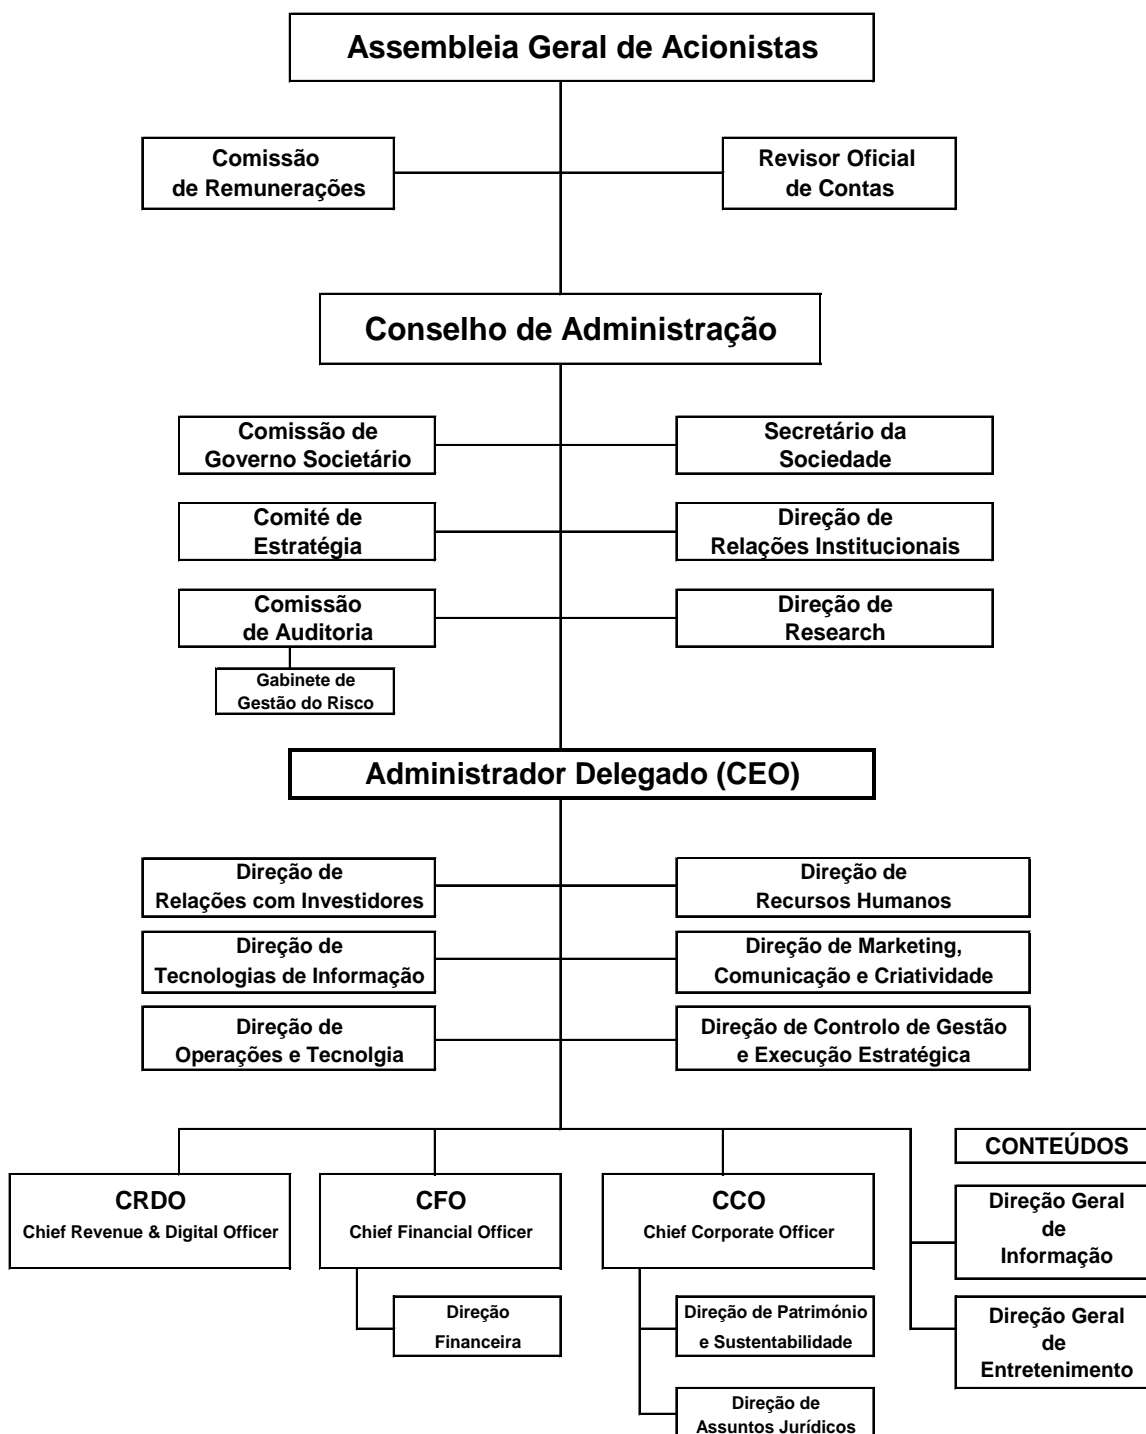 Assembleia Geral de Acionistas
Comissão
de Remunerações
Revisor Oficial
de Contas
Conselho de Administração
Comissão de
Governo Societário
Secretário da
Sociedade
Comité de
Estratégia
Direção de
Relações Institucionais
Comissão
de Auditoria
Direção de
Research
Gabinete de
Gestão do Risco
Administrador Delegado (CEO)
Direção de
Relações com Investidores
Direção de
Recursos Humanos
Direção de
Tecnologias de Informação
Direção de Marketing,
Comunicação e Criatividade
Direção de
Operações e Tecnolgia
Direção de Controlo de Gestão
e Execução Estratégica
CONTEÚDOS
CRDO
Chief Revenue & Digital Officer
CFO
Chief Financial Officer
CCO
Chief Corporate Officer
Direção Geral
de
Informação
Direção
Financeira
Direção de Património
e Sustentabilidade
Direção Geral
de
Entretenimento
Direção de
Assuntos Jurídicos